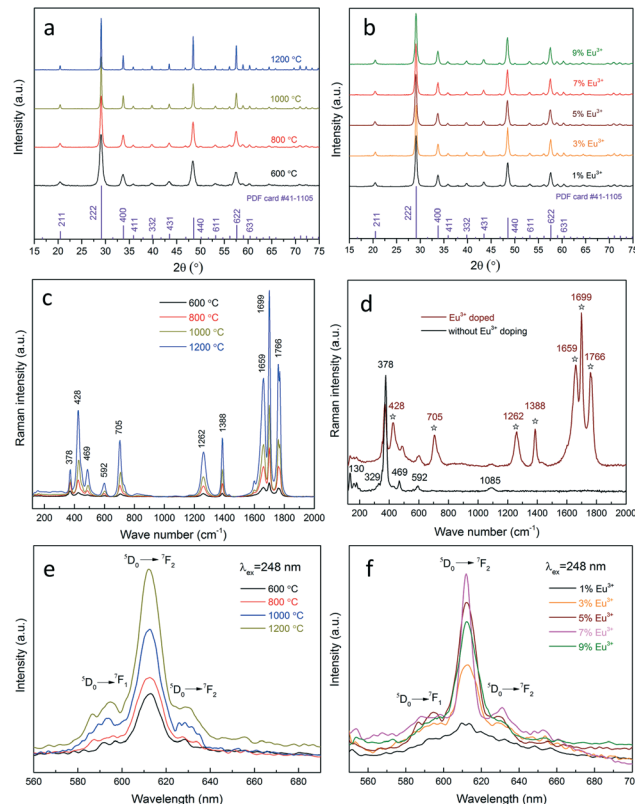 a
Intensity (a.u.)
1200 °C
1000 °C
800 °C
600 °C
PDF card #41-1105
211
222
400
411
332
431
440
611
622
631
15 20 25 30 35 40 45 50 55 60 65 70 75
2θ (°)
b
Intensity (a.u.)
9% Eu³⁺
7% Eu³⁺
5% Eu³⁺
3% Eu³⁺
1% Eu³⁺
PDF card #41-1105
211
222
400
411
332
431
440
611
622
631
15 20 25 30 35 40 45 50 55 60 65 70 75
2θ (°)
c
Raman intensity (a.u.)
600 °C
800 °C
1000 °C
1200 °C
378
428
469
592
705
1262
1388
1659
1699
1766
200 400 600 800 1000 1200 1400 1600 1800 2000
Wave number (cm⁻¹)
d
Raman intensity (a.u.)
Eu³⁺ doped
without Eu³⁺ doping
378
428
705
1262
1388
1659
1699
1766
130
329
469
592
1085
200 400 600 800 1000 1200 1400 1600 1800 2000
Wave number (cm⁻¹)
e
Intensity (a.u.)
⁵D₀ → ⁷F₂
λex=248 nm
600 °C
800 °C
1000 °C
1200 °C
⁵D₀ → ⁷F₁
⁵D₀ → ⁷F₂
560 580 600 620 640 660 680
Wavelength (nm)
f
Intensity (a.u.)
⁵D₀ → ⁷F₂
λex=248 nm
1% Eu³⁺
3% Eu³⁺
5% Eu³⁺
7% Eu³⁺
9% Eu³⁺
⁵D₀ → ⁷F₁
⁵D₀ → ⁷F₂
560 580 600 620 640 660 680 70
Wavelength (nm)